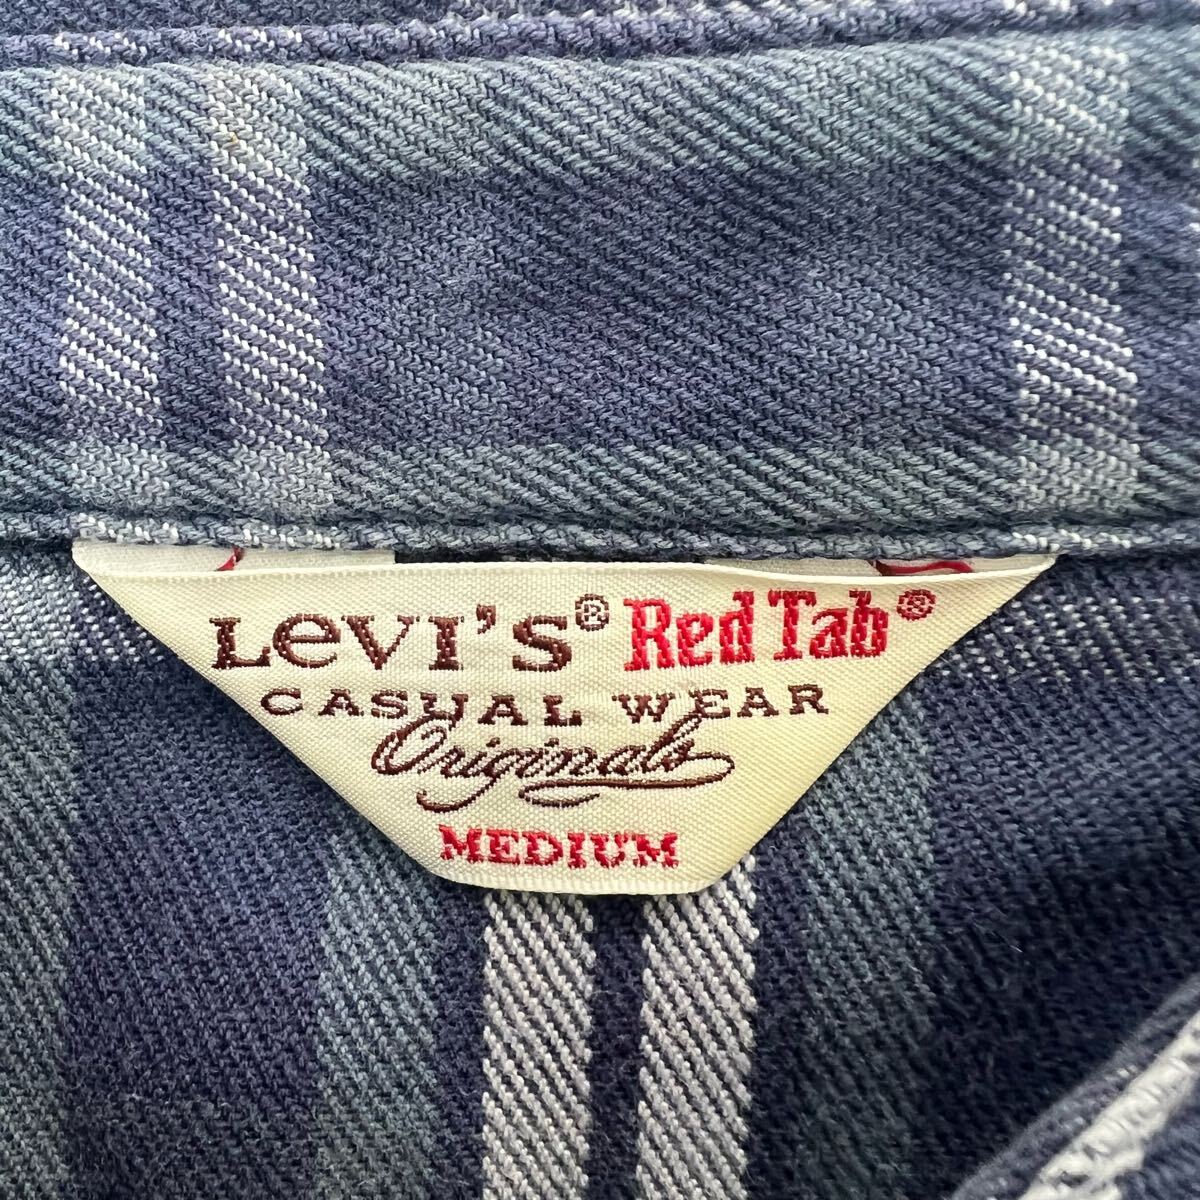 LeVI'S® Red Tab®
CASUAL WEAR
Originals
MEDIUM